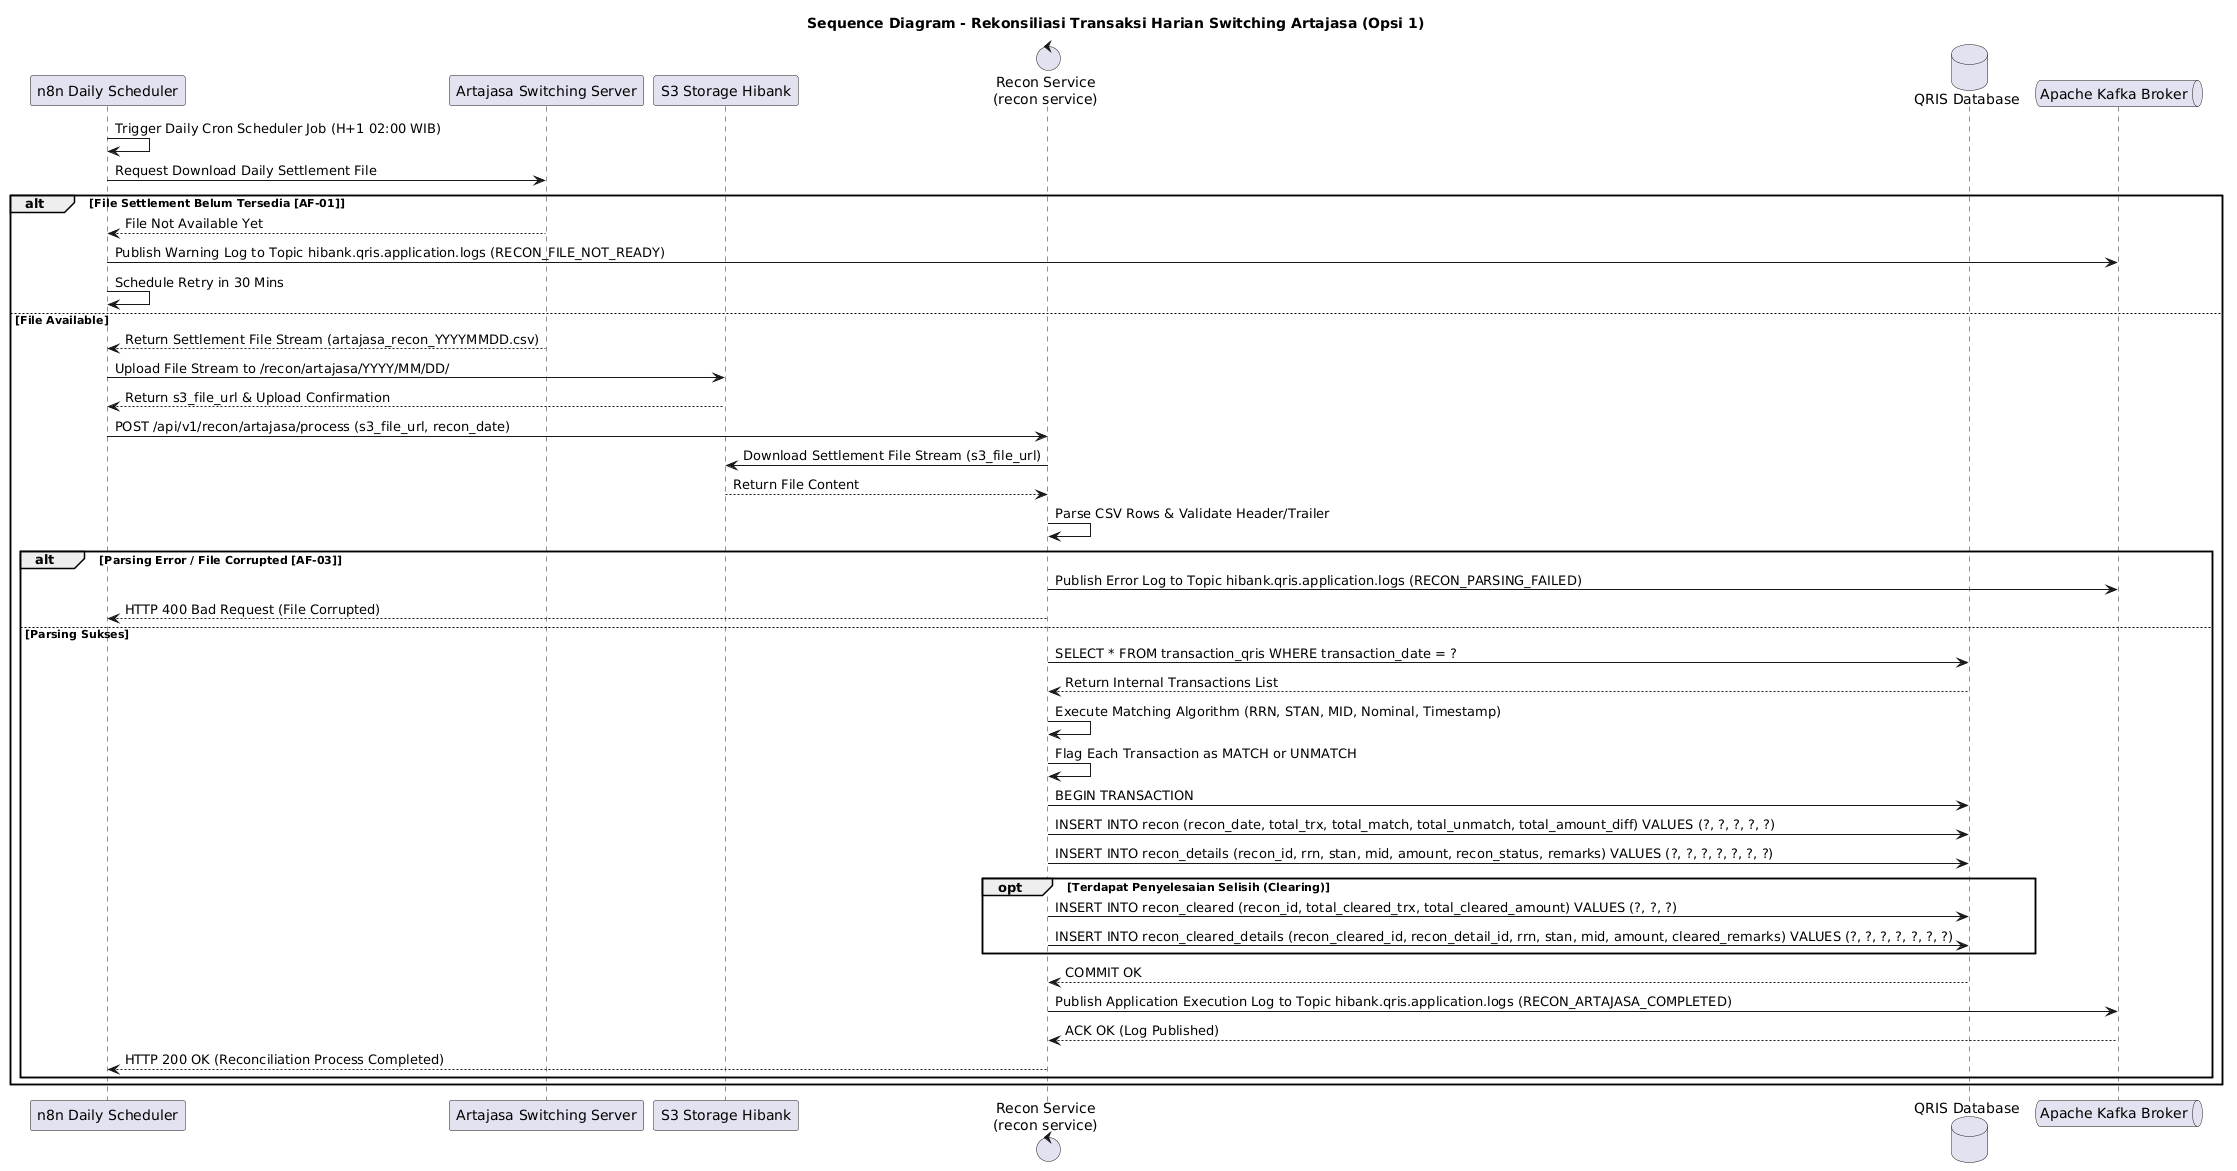 Sequence Diagram - Rekonsiliasi Transaksi Harian Switching Artajasa (Opsi 1)
n8n Daily Scheduler
Artajasa Switching Server
S3 Storage Hibank
Recon Service
(recon service)
QRIS Database
Apache Kafka Broker
Trigger Daily Cron Scheduler Job (H+1 02:00 WIB)
Request Download Daily Settlement File
alt [File Settlement Belum Tersedia [AF-01]]
File Not Available Yet
Publish Warning Log to Topic hibank.qris.application.logs (RECON_FILE_NOT_READY)
Schedule Retry in 30 Mins
[File Available]
Return Settlement File Stream (artajasa_recon_YYYYMMDD.csv)
Upload File Stream to /recon/artajasa/YYYY/MM/DD/
Return s3_file_url & Upload Confirmation
POST /api/v1/recon/artajasa/process (s3_file_url, recon_date)
Download Settlement File Stream (s3_file_url)
Return File Content
Parse CSV Rows & Validate Header/Trailer
alt [Parsing Error / File Corrupted [AF-03]]
Publish Error Log to Topic hibank.qris.application.logs (RECON_PARSING_FAILED)
HTTP 400 Bad Request (File Corrupted)
[Parsing Sukses]
SELECT * FROM transaction_qris WHERE transaction_date = ?
Return Internal Transactions List
Execute Matching Algorithm (RRN, STAN, MID, Nominal, Timestamp)
Flag Each Transaction as MATCH or UNMATCH
BEGIN TRANSACTION
INSERT INTO recon (recon_date, total_trx, total_match, total_unmatch, total_amount_diff) VALUES (?, ?, ?, ?, ?)
INSERT INTO recon_details (recon_id, rrn, stan, mid, amount, recon_status, remarks) VALUES (?, ?, ?, ?, ?, ?, ?)
opt [Terdapat Penyelesaian Selisih (Clearing)]
INSERT INTO recon_cleared (recon_id, total_cleared_trx, total_cleared_amount) VALUES (?, ?, ?)
INSERT INTO recon_cleared_details (recon_cleared_id, recon_detail_id, rrn, stan, mid, amount, cleared_remarks) VALUES (?, ?, ?, ?, ?, ?, ?)
COMMIT OK
Publish Application Execution Log to Topic hibank.qris.application.logs (RECON_ARTAJASA_COMPLETED)
ACK OK (Log Published)
HTTP 200 OK (Reconciliation Process Completed)
n8n Daily Scheduler
Artajasa Switching Server
S3 Storage Hibank
Recon Service
(recon service)
QRIS Database
Apache Kafka Broker